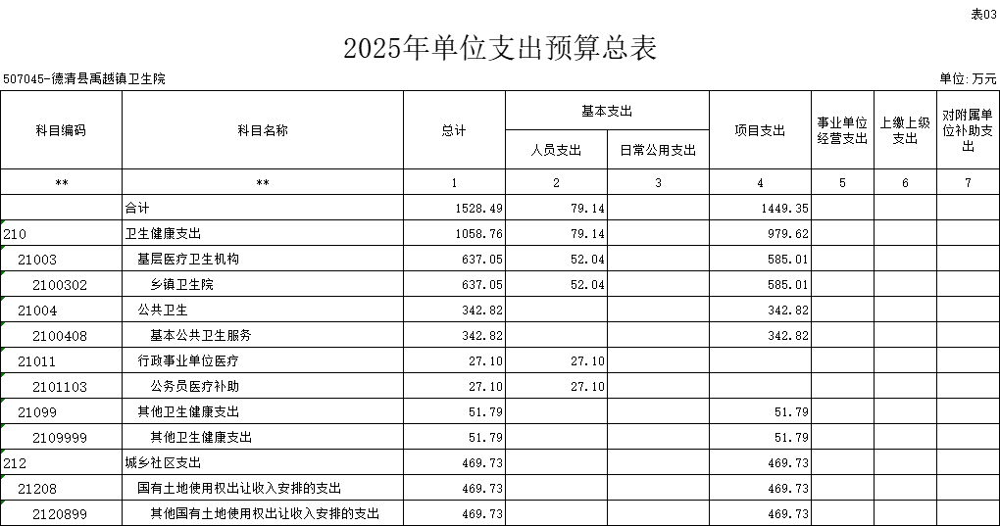 表03
2025年单位支出预算总表
507045-德清县禹越镇卫生院 单位:万元
科目编码 科目名称 总计 基本支出 项目支出 事业单位经营支出 上缴上级支出 对附属单位补助支出
人员支出 日常公用支出
** ** 1 2 3 4 5 6 7
合计 1528.49 79.14 1449.35
210 卫生健康支出 1058.76 79.14 979.62
21003 基层医疗卫生机构 637.05 52.04 585.01
2100302 乡镇卫生院 637.05 52.04 585.01
21004 公共卫生 342.82 342.82
2100408 基本公共卫生服务 342.82 342.82
21011 行政事业单位医疗 27.10 27.10
2101103 公务员医疗补助 27.10 27.10
21099 其他卫生健康支出 51.79 51.79
2109999 其他卫生健康支出 51.79 51.79
212 城乡社区支出 469.73 469.73
21208 国有土地使用权出让收入安排的支出 469.73 469.73
2120899 其他国有土地使用权出让收入安排的支出 469.73 469.73